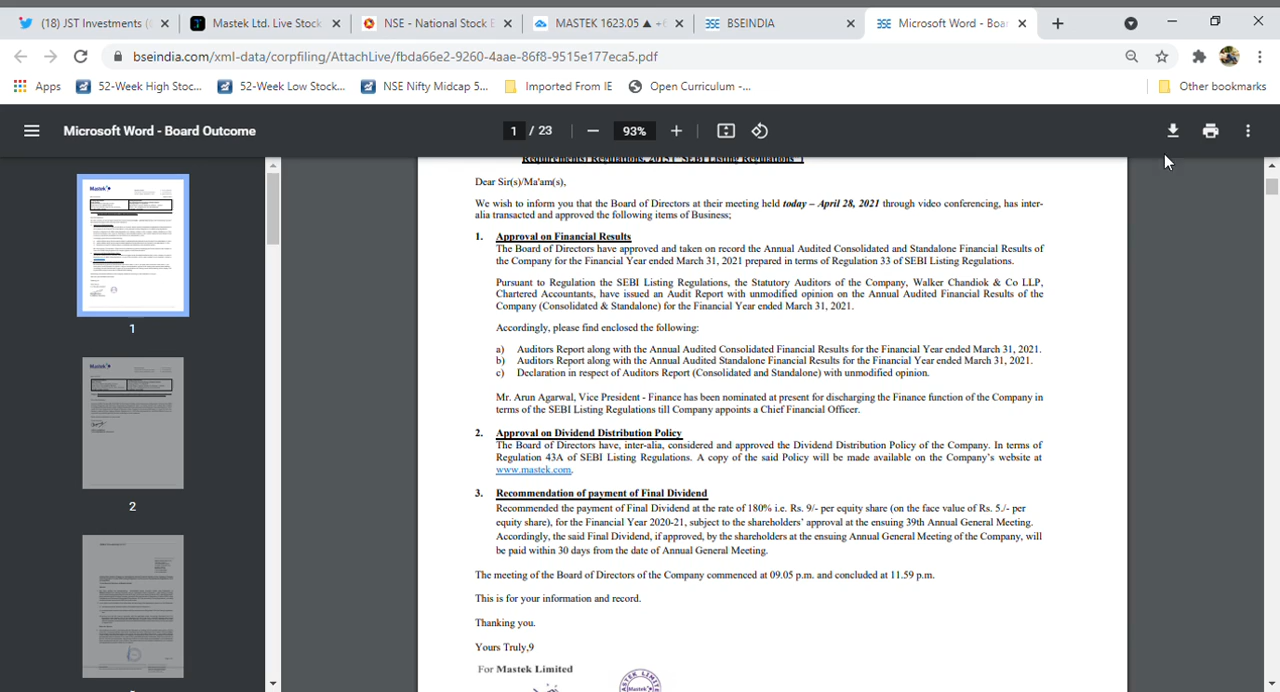 (18) JST Investments (
Mastek Ltd. Live Stock
NSE - National Stock E
MASTEK 1623.05 ▲ +6
BSEINDIA
Microsoft Word - Boa
bseindia.com/xml-data/corpfiling/AttachLive/fbda66e2-9260-4aae-86f8-9515e177eca5.pdf
Apps
52-Week High Stoc...
52-Week Low Stock...
NSE Nifty Midcap 5...
Imported From IE
Open Curriculum -...
Other bookmarks
Microsoft Word - Board Outcome
1 / 23
93%
Mastek
1
Mastek
2
Requirements) Regulations, 2015 [ "SEBI Listing Regulations"]
Dear Sir(s)/Ma'am(s),
We wish to inform you that the Board of Directors at their meeting held today – April 28, 2021 through video conferencing, has inter-
alia transacted and approved the following items of Business;
1. Approval on Financial Results
The Board of Directors have approved and taken on record the Annual Audited Consolidated and Standalone Financial Results of
the Company for the Financial Year ended March 31, 2021 prepared in terms of Regulation 33 of SEBI Listing Regulations.
Pursuant to Regulation the SEBI Listing Regulations, the Statutory Auditors of the Company, Walker Chandiok & Co LLP,
Chartered Accountants, have issued an Audit Report with unmodified opinion on the Annual Audited Financial Results of the
Company (Consolidated & Standalone) for the Financial Year ended March 31, 2021.
Accordingly, please find enclosed the following:
a) Auditors Report along with the Annual Audited Consolidated Financial Results for the Financial Year ended March 31, 2021.
b) Auditors Report along with the Annual Audited Standalone Financial Results for the Financial Year ended March 31, 2021.
c) Declaration in respect of Auditors Report (Consolidated and Standalone) with unmodified opinion.
Mr. Arun Agarwal, Vice President - Finance has been nominated at present for discharging the Finance function of the Company in
terms of the SEBI Listing Regulations till Company appoints a Chief Financial Officer.
2. Approval on Dividend Distribution Policy
The Board of Directors have, inter-alia, considered and approved the Dividend Distribution Policy of the Company. In terms of
Regulation 43A of SEBI Listing Regulations. A copy of the said Policy will be made available on the Company's website at
www.mastek.com.
3. Recommendation of payment of Final Dividend
Recommended the payment of Final Dividend at the rate of 180% i.e. Rs. 9/- per equity share (on the face value of Rs. 5./- per
equity share), for the Financial Year 2020-21, subject to the shareholders' approval at the ensuing 39th Annual General Meeting.
Accordingly, the said Final Dividend, if approved, by the shareholders at the ensuing Annual General Meeting of the Company, will
be paid within 30 days from the date of Annual General Meeting.
The meeting of the Board of Directors of the Company commenced at 09.05 p.m. and concluded at 11.59 p.m.
This is for your information and record.
Thanking you.
Yours Truly,9
For Mastek Limited